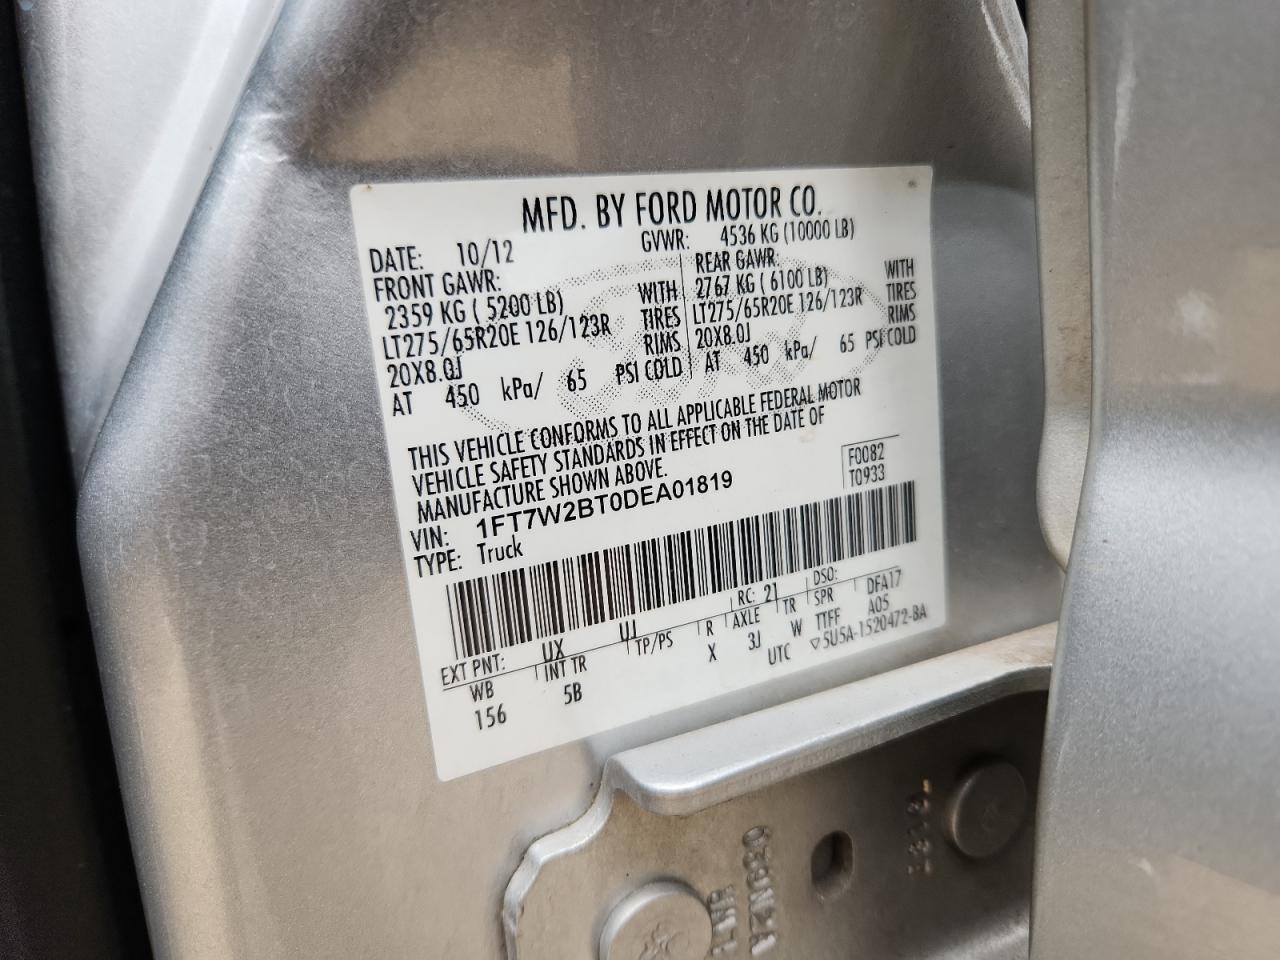 MFD. BY FORD MOTOR CO.
DATE: 10/12 GVWR: 4536 KG (10000 LB)
FRONT GAWR: REAR GAWR:
2359 KG ( 5200 LB) WITH 2767 KG ( 6100 LB) WITH
LT275/65R20E 126/123R TIRES LT275/65R20E 126/123R TIRES
20X8.0J RIMS 20X8.0J RIMS
AT 450 kPa/ 65 PSI COLD AT 450 kPa/ 65 PSI COLD
THIS VEHICLE CONFORMS TO ALL APPLICABLE FEDERAL MOTOR
VEHICLE SAFETY STANDARDS IN EFFECT ON THE DATE OF
MANUFACTURE SHOWN ABOVE.
F0082
T0933
VIN: 1FT7W2BT0DEA01819
TYPE: Truck
EXT PNT: UX UJ RC: 21 DSO:
WB INT TR TP/PS R AXLE TR SPR DFA17
156 5B X 3J W TTFF A05
UTC ▽5U5A-1520472-BA